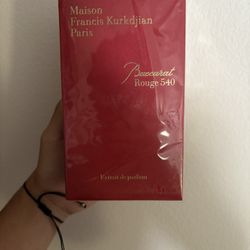 Maison
Francis Kurkdjian
Paris
Baccarat
Rouge 540
Extrait de parfum